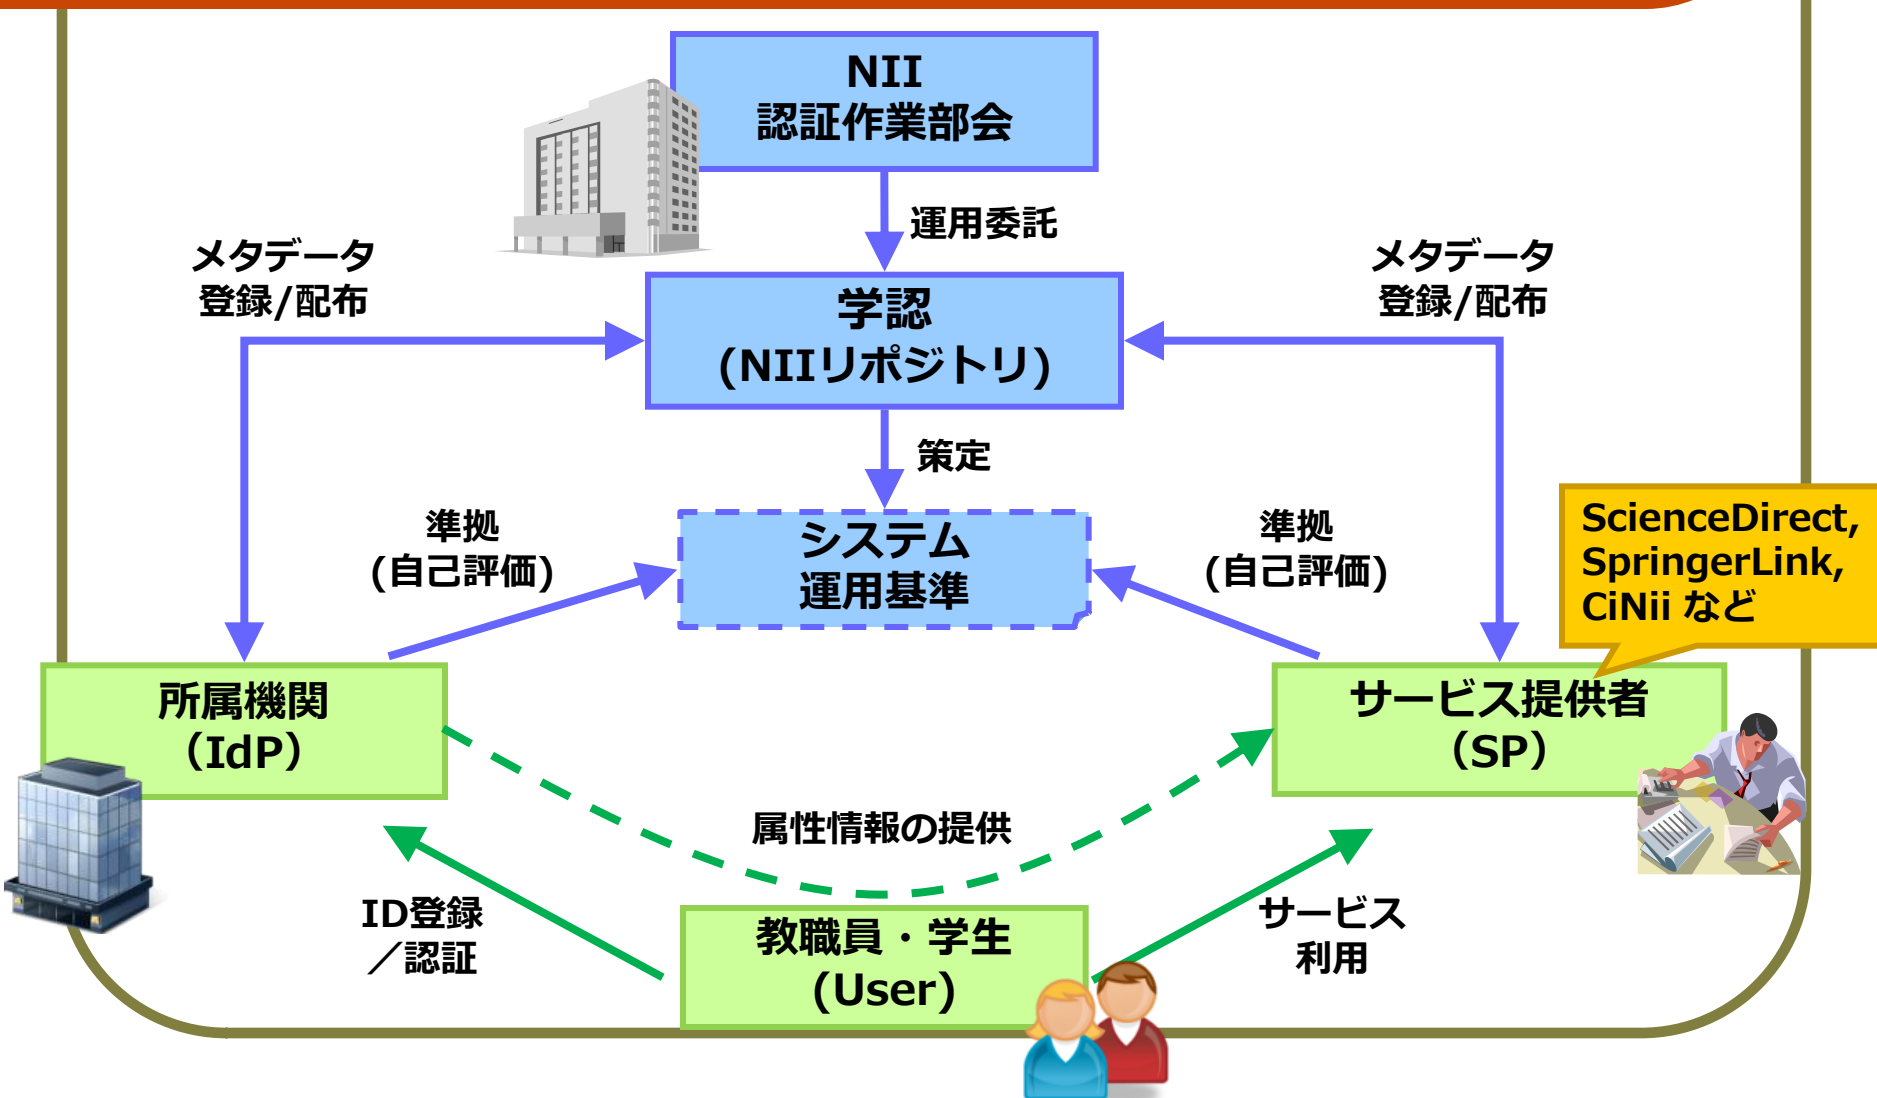 NII
認証作業部会
運用委託
メタデータ
登録/配布
メタデータ
登録/配布
学認
(NIIリポジトリ)
策定
準拠
(自己評価)
システム
運用基準
準拠
(自己評価)
ScienceDirect,
SpringerLink,
CiNii など
所属機関
（IdP）
サービス提供者
（SP）
属性情報の提供
ID登録
／認証
教職員・学生
(User)
サービス
利用